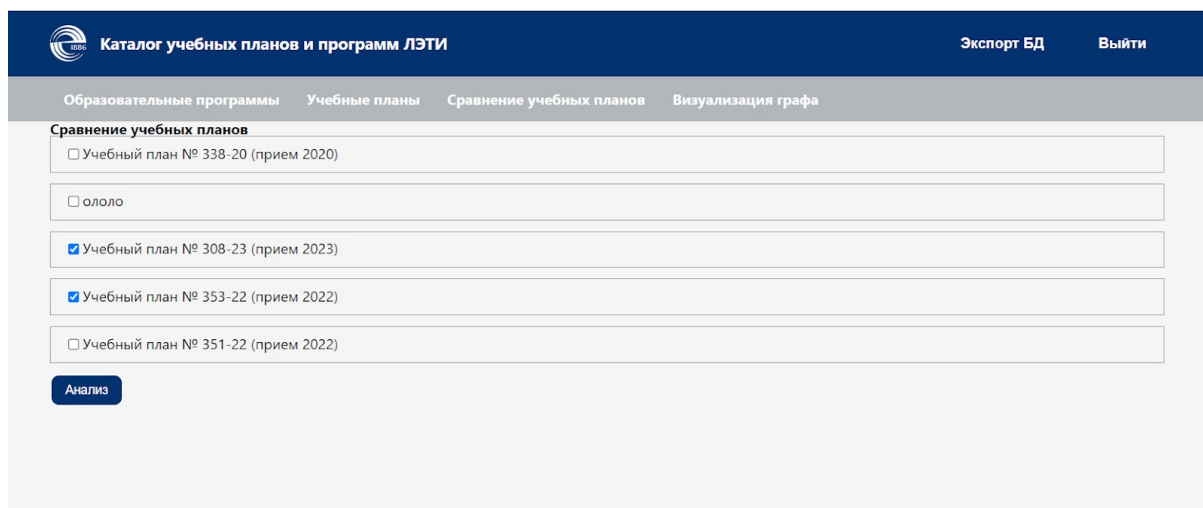 1886 Каталог учебных планов и программ ЛЭТИ Экспорт БД Выйти
Образовательные программы Учебные планы Сравнение учебных планов Визуализация графа
Сравнение учебных планов
Учебный план № 338-20 (прием 2020)
ололо
Учебный план № 308-23 (прием 2023)
Учебный план № 353-22 (прием 2022)
Учебный план № 351-22 (прием 2022)
Анализ